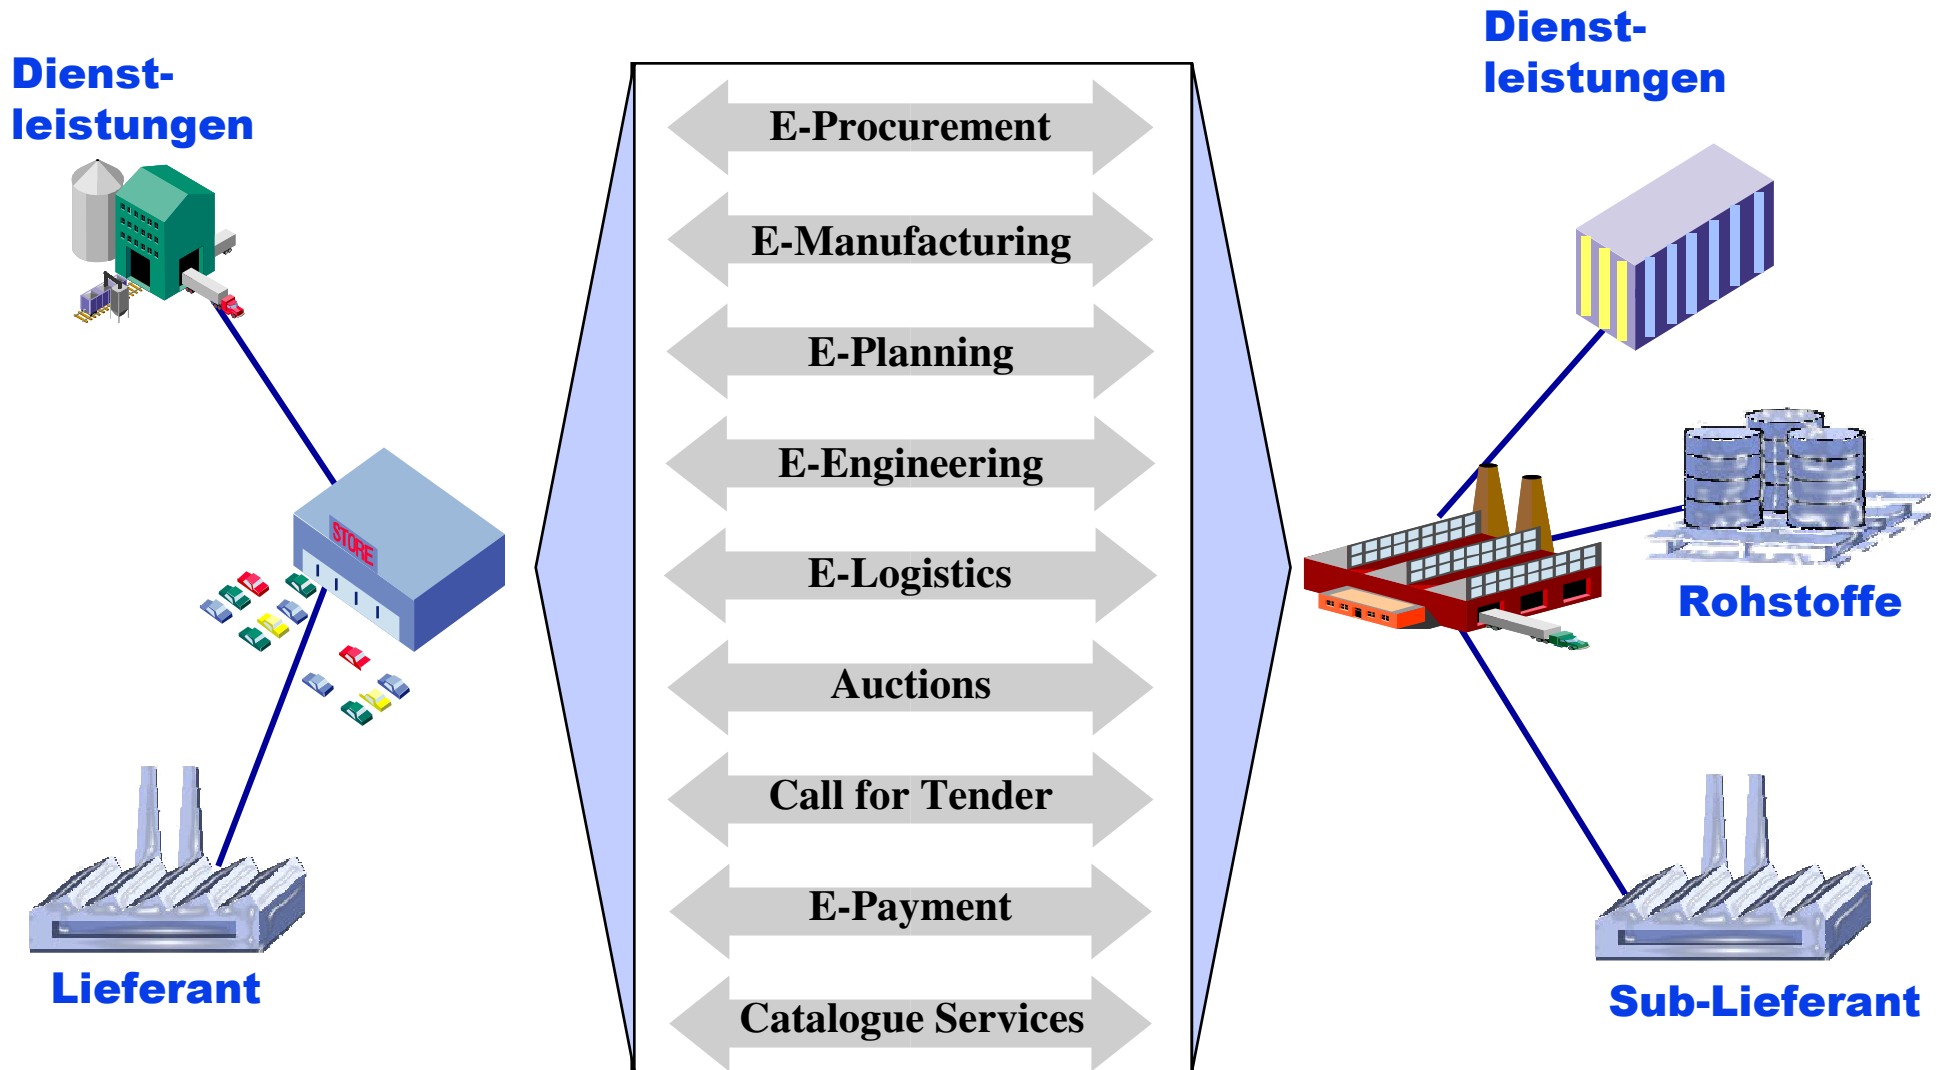 Dienst-
leistungen
STORE
Lieferant
E-Procurement
E-Manufacturing
E-Planning
E-Engineering
E-Logistics
Auctions
Call for Tender
E-Payment
Catalogue Services
Dienst-
leistungen
Rohstoffe
Sub-Lieferant